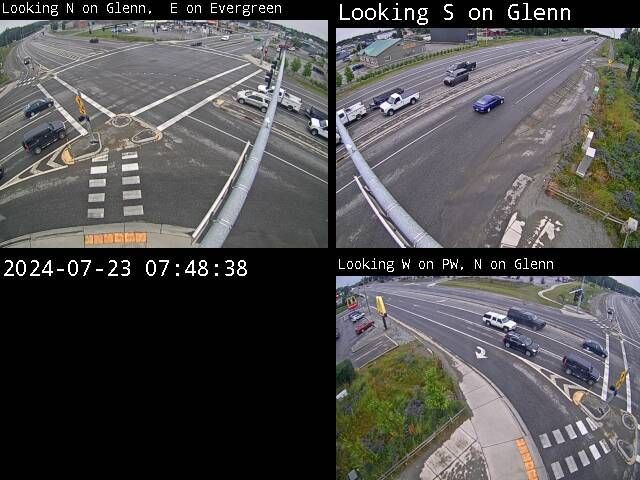 Looking N on Glenn,  E on Evergreen
Looking S on Glenn
2024-07-23 07:48:38
Looking W on PW, N on Glenn